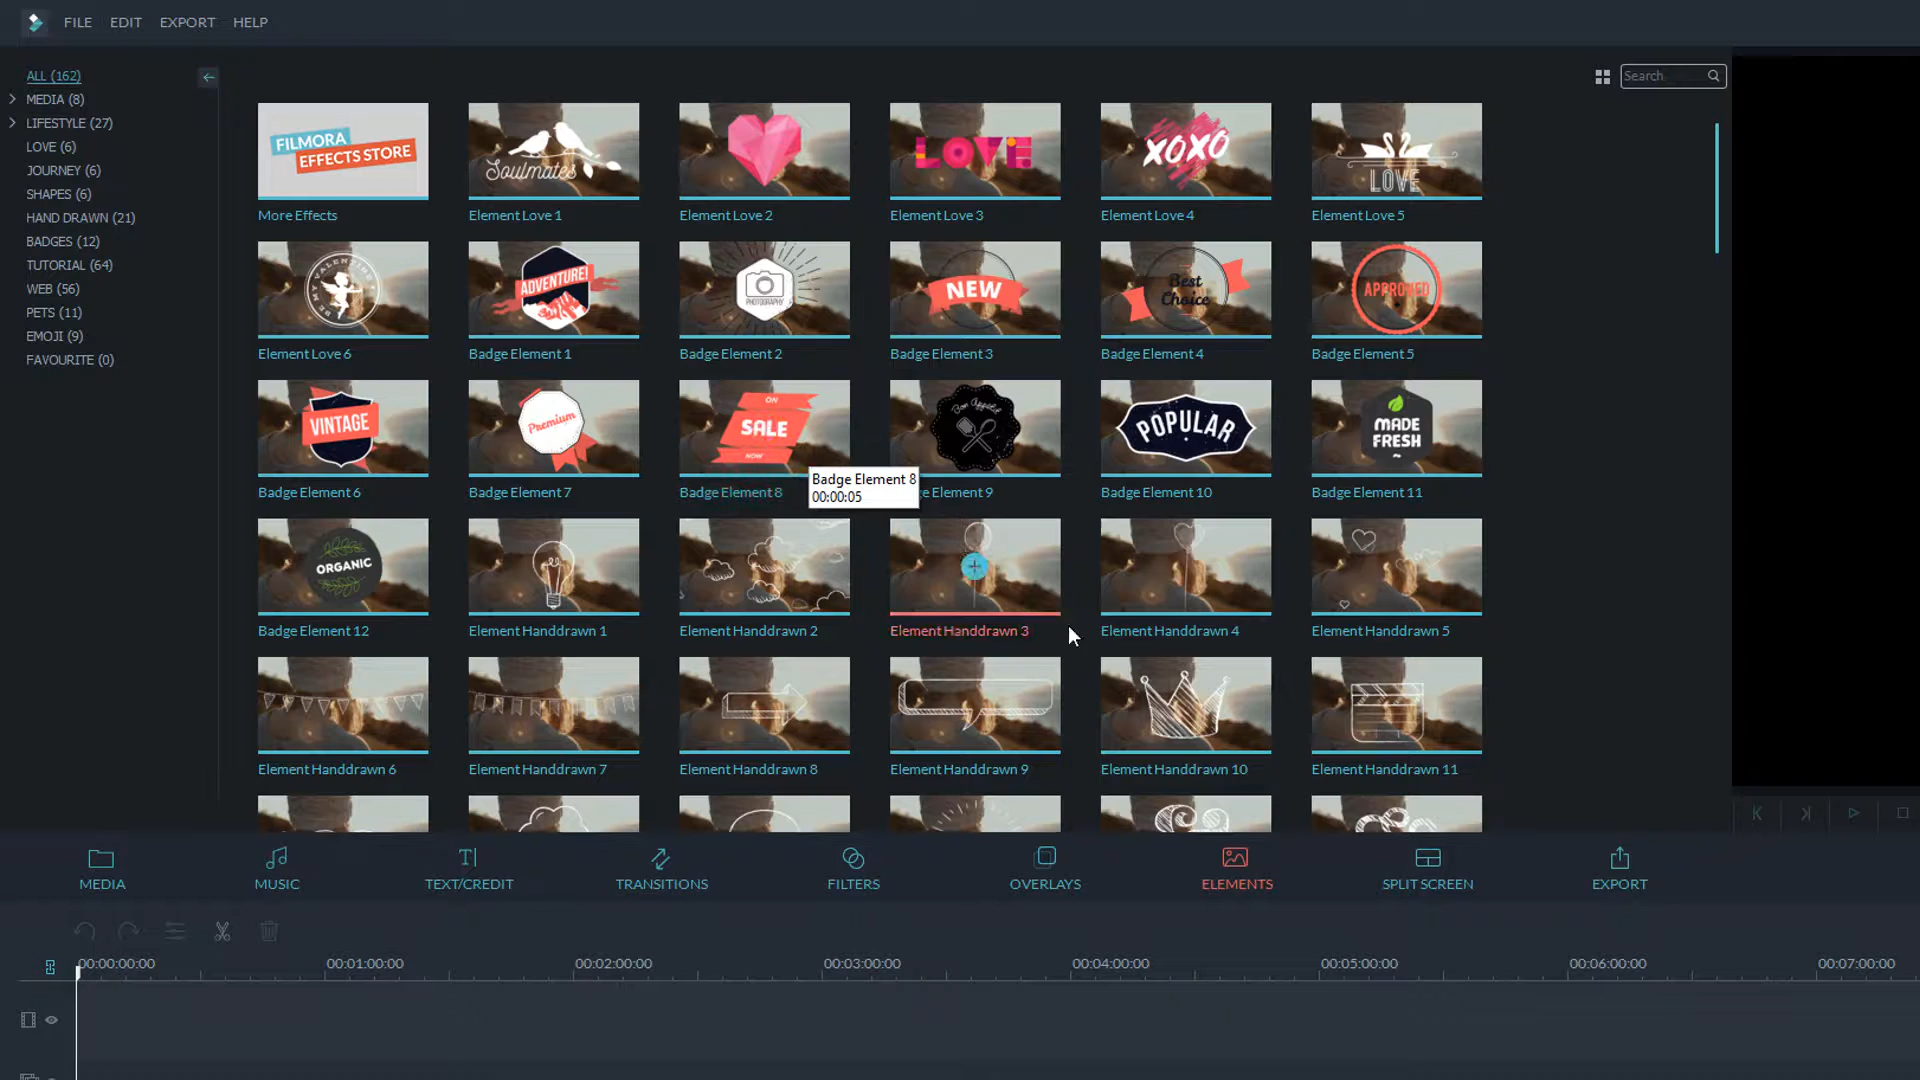 FILE EDIT EXPORT HELP
ALL (162)
MEDIA (8)
LIFESTYLE (27)
LOVE (6)
JOURNEY (6)
SHAPES (6)
HAND DRAWN (21)
BADGES (12)
TUTORIAL (64)
WEB (56)
PETS (11)
EMOJI (9)
FAVOURITE (0)
Search
FILMORA
EFFECTS STORE
Soulmates
LOVE
XOXO
LOVE
More Effects
Element Love 1
Element Love 2
Element Love 3
Element Love 4
Element Love 5
BE MY VALENTINE
ADVENTURE!
PHOTOGRAPHY
NEW
Best
Choice
APPROVED
Element Love 6
Badge Element 1
Badge Element 2
Badge Element 3
Badge Element 4
Badge Element 5
VINTAGE
Premium
ON
SALE
NOW
Bon Appetit
POPULAR
MADE
FRESH
Badge Element 6
Badge Element 7
Badge Element 8
ge Element 9
Badge Element 10
Badge Element 11
Badge Element 8
00:00:05
ORGANIC
Badge Element 12
Element Handdrawn 1
Element Handdrawn 2
Element Handdrawn 3
Element Handdrawn 4
Element Handdrawn 5
Element Handdrawn 6
Element Handdrawn 7
Element Handdrawn 8
Element Handdrawn 9
Element Handdrawn 10
Element Handdrawn 11
MEDIA
MUSIC
TEXT/CREDIT
TRANSITIONS
FILTERS
OVERLAYS
ELEMENTS
SPLIT SCREEN
EXPORT
00:00:00:00
00:01:00:00
00:02:00:00
00:03:00:00
00:04:00:00
00:05:00:00
00:06:00:00
00:07:00:00